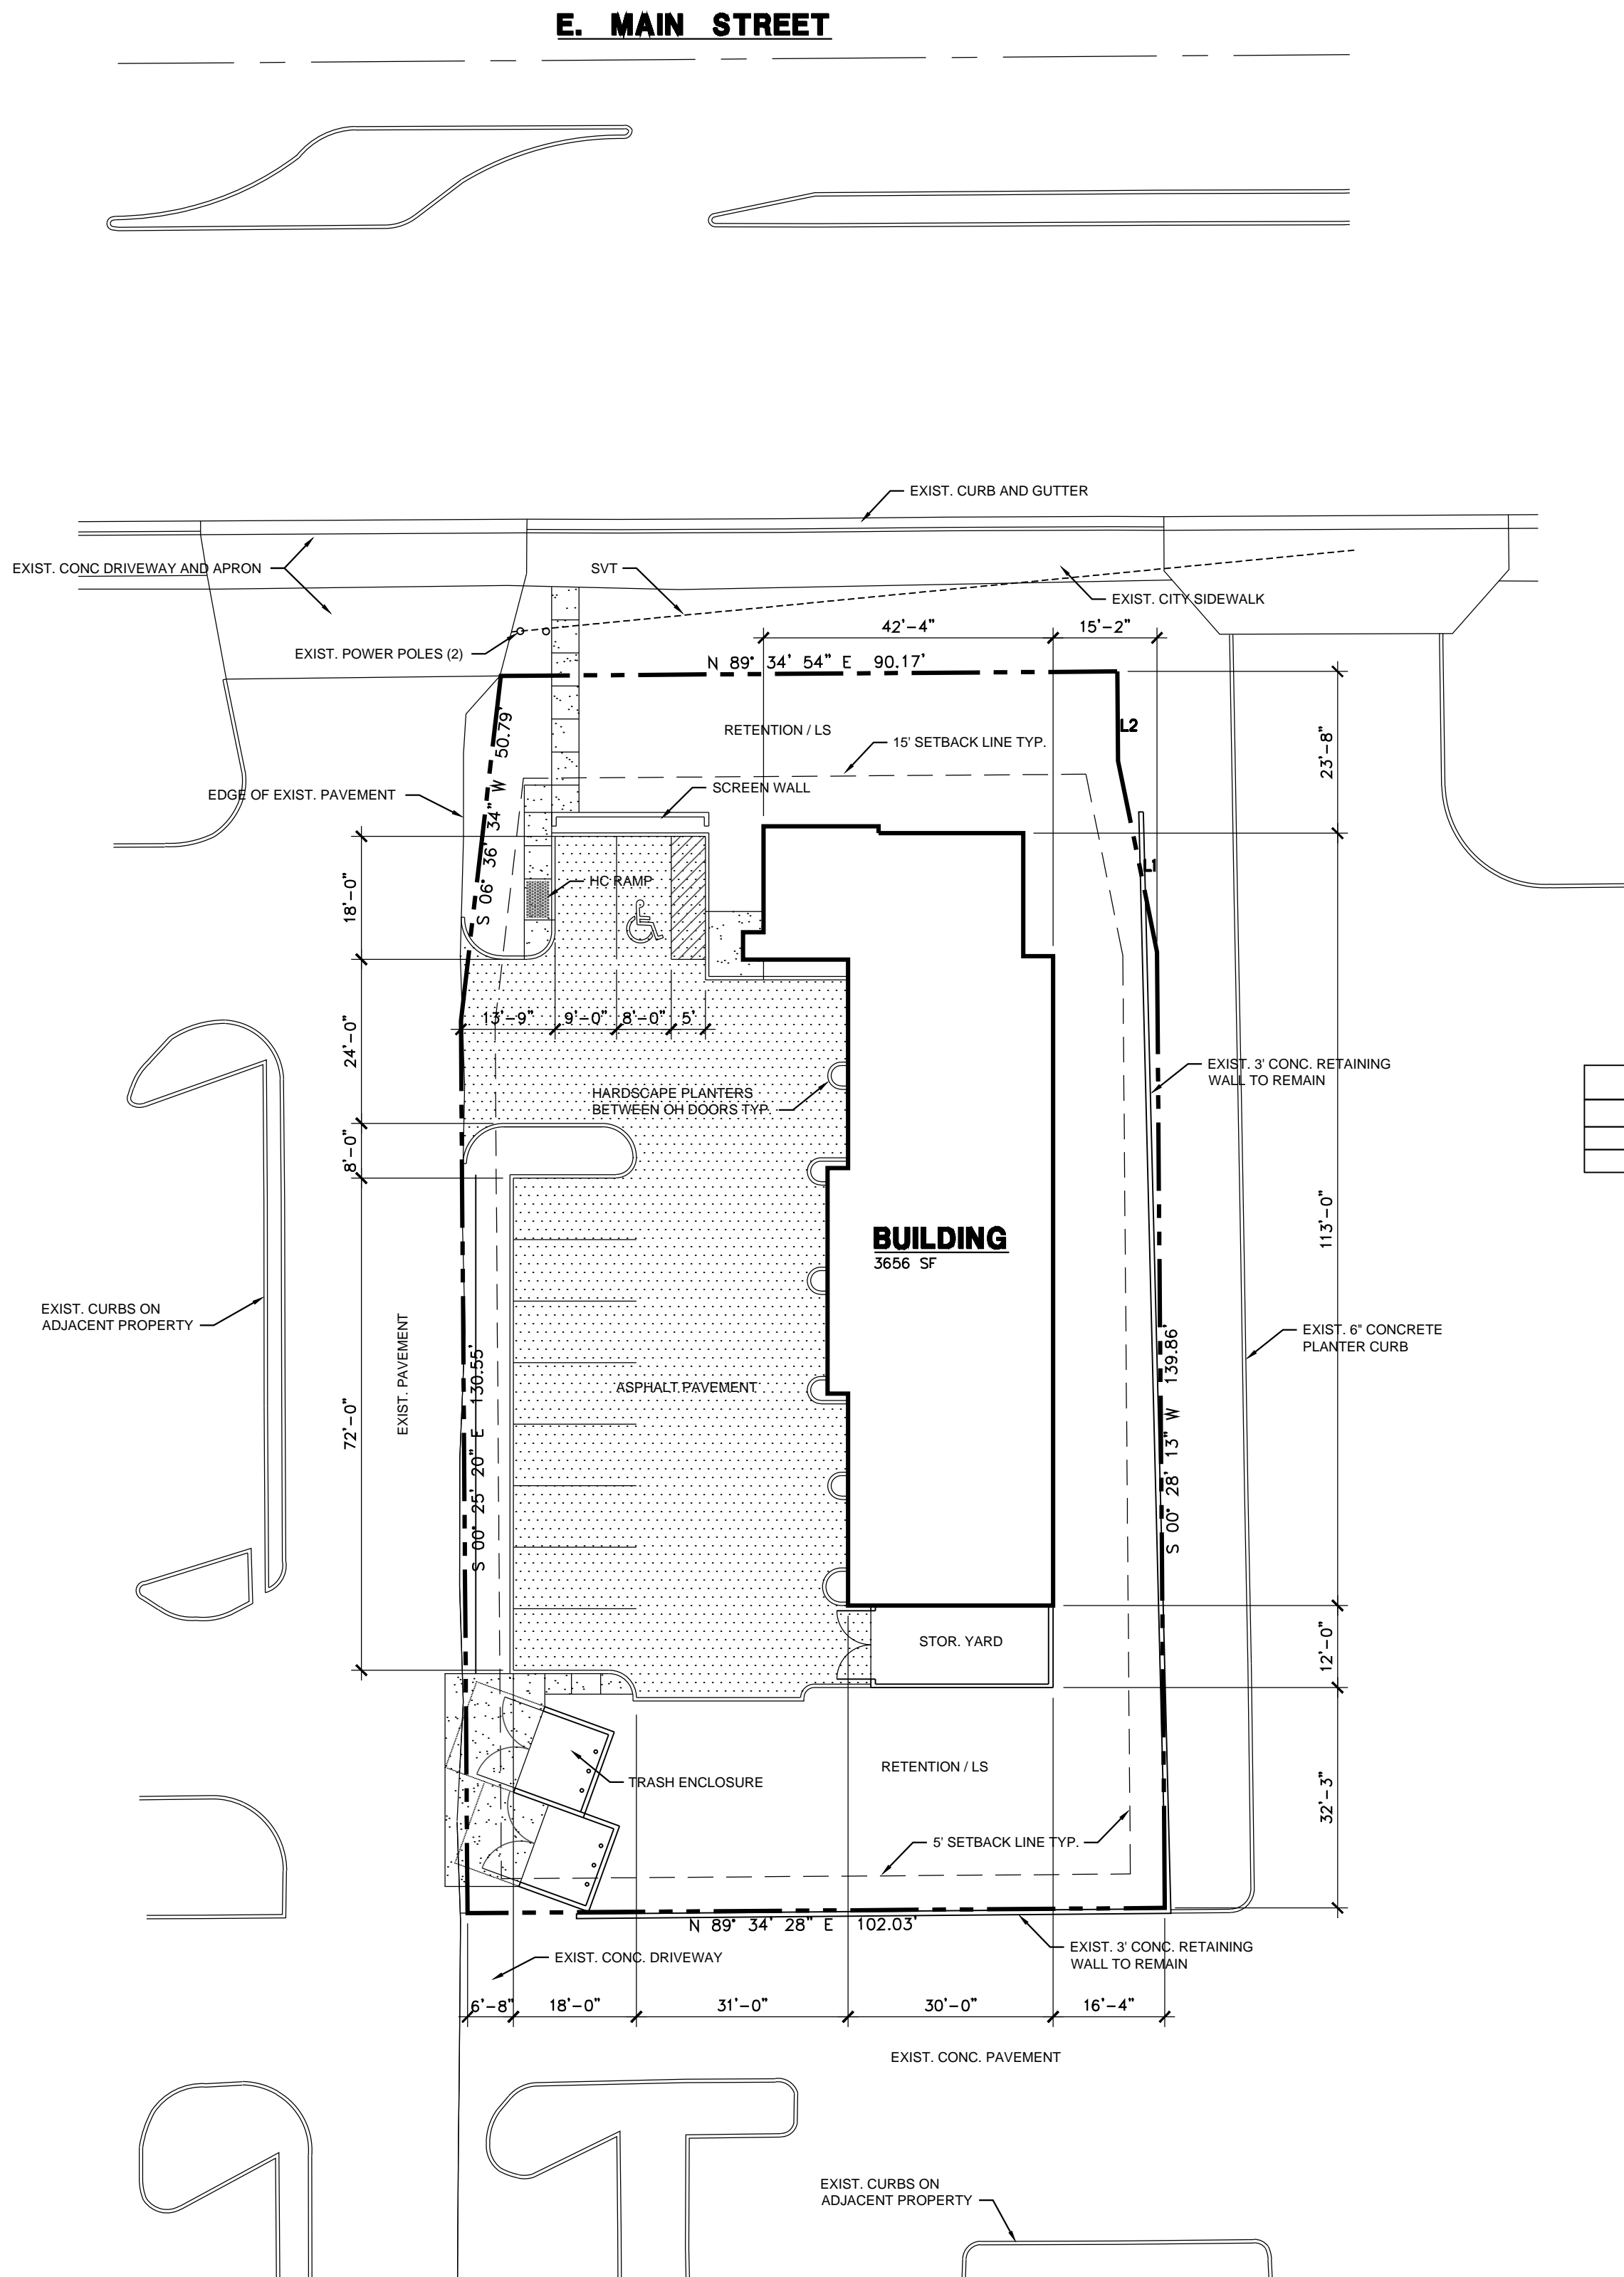 E. MAIN STREET
EXIST. CURB AND GUTTER
EXIST. CONC DRIVEWAY AND APRON
SVT
EXIST. CITY SIDEWALK
42'-4"
15'-2"
EXIST. POWER POLES (2)
N 89° 34' 54" E 90.17'
L2
RETENTION / LS
15' SETBACK LINE TYP.
23'-8"
S 06° 36' 34" W 50.79'
SCREEN WALL
EDGE OF EXIST. PAVEMENT
L1
HC RAMP
18'-0"
13'-9"
9'-0"
8'-0"
5'
24'-0"
EXIST. 3' CONC. RETAINING
WALL TO REMAIN
HARDSCAPE PLANTERS
BETWEEN OH DOORS TYP.
8'-0"
113'-0"
BUILDING
3656 SF
EXIST. CURBS ON
ADJACENT PROPERTY
EXIST. 6" CONCRETE
PLANTER CURB
EXIST. PAVEMENT
ASPHALT PAVEMENT
72'-0"
S 00° 25' 20" E 130.55'
S 00° 28' 13" W 139.86'
STOR. YARD
12'-0"
RETENTION / LS
TRASH ENCLOSURE
32'-3"
5' SETBACK LINE TYP.
N 89° 34' 28" E 102.03'
EXIST. CONC. DRIVEWAY
EXIST. 3' CONC. RETAINING
WALL TO REMAIN
6'-8"
18'-0"
31'-0"
30'-0"
16'-4"
EXIST. CONC. PAVEMENT
EXIST. CURBS ON
ADJACENT PROPERTY